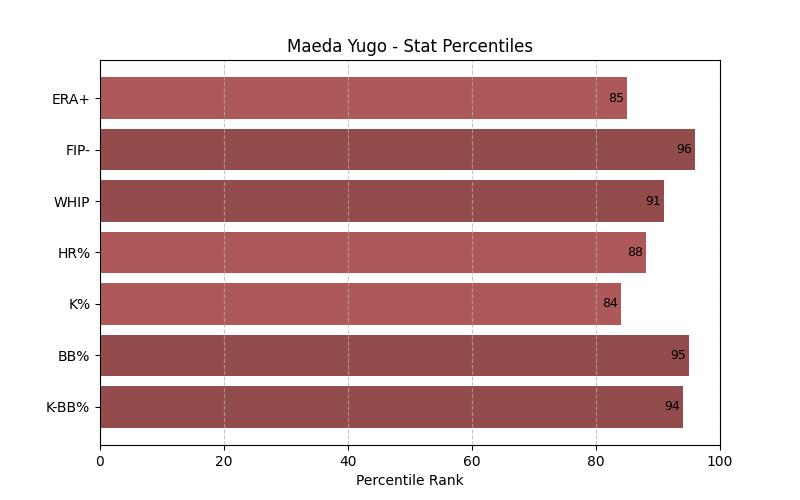 Maeda Yugo - Stat Percentiles
ERA+ 85
FIP- 96
WHIP 91
HR% 88
K% 84
BB% 95
K-BB% 94
0 20 40 60 80 100
Percentile Rank